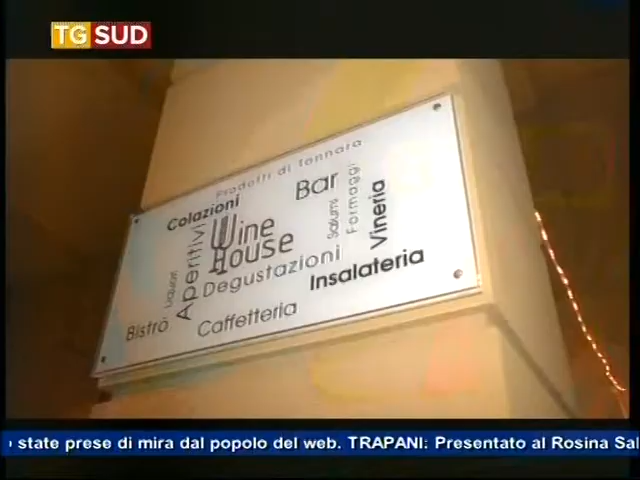 TG SUD
Prodotti di tonnara
Colazioni
Bar
Wine
House
Aperitivi
Liquori
Salumi
Formaggi
Vineria
Degustazioni
Insalateria
Bistrò
Caffetteria
state prese di mira dal popolo del web. TRAPANI: Presentato al Rosina Sal